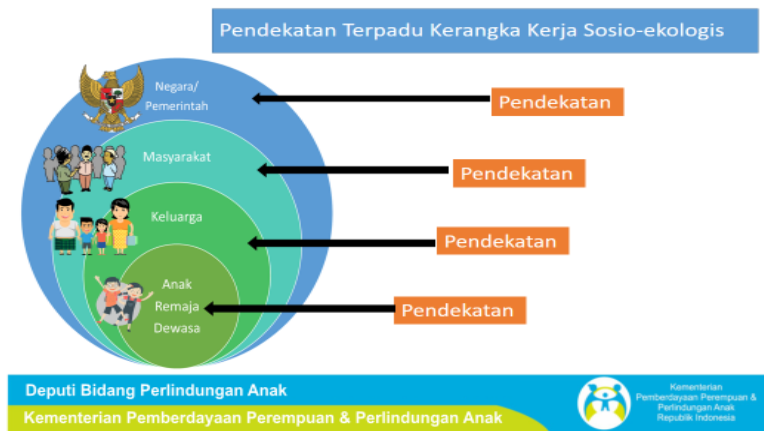 Pendekatan Terpadu Kerangka Kerja Sosio-ekologis
Negara/
Pemerintah
Pendekatan
Masyarakat
Pendekatan
Keluarga
Pendekatan
Anak
Remaja
Dewasa
Pendekatan
Deputi Bidang Perlindungan Anak
Kementerian Pemberdayaan Perempuan & Perlindungan Anak
Kementerian
Pemberdayaan Perempuan &
Perlindungan Anak
Republik Indonesia